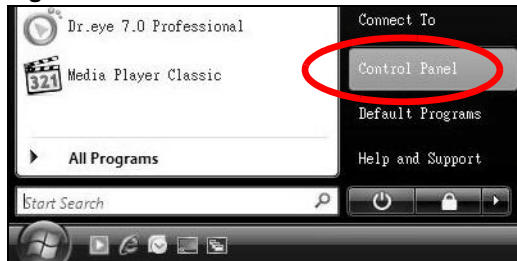 Dr.eye 7.0 Professional
321 Media Player Classic
All Programs
Start Search
Connect To
Control Panel
Default Programs
Help and Support